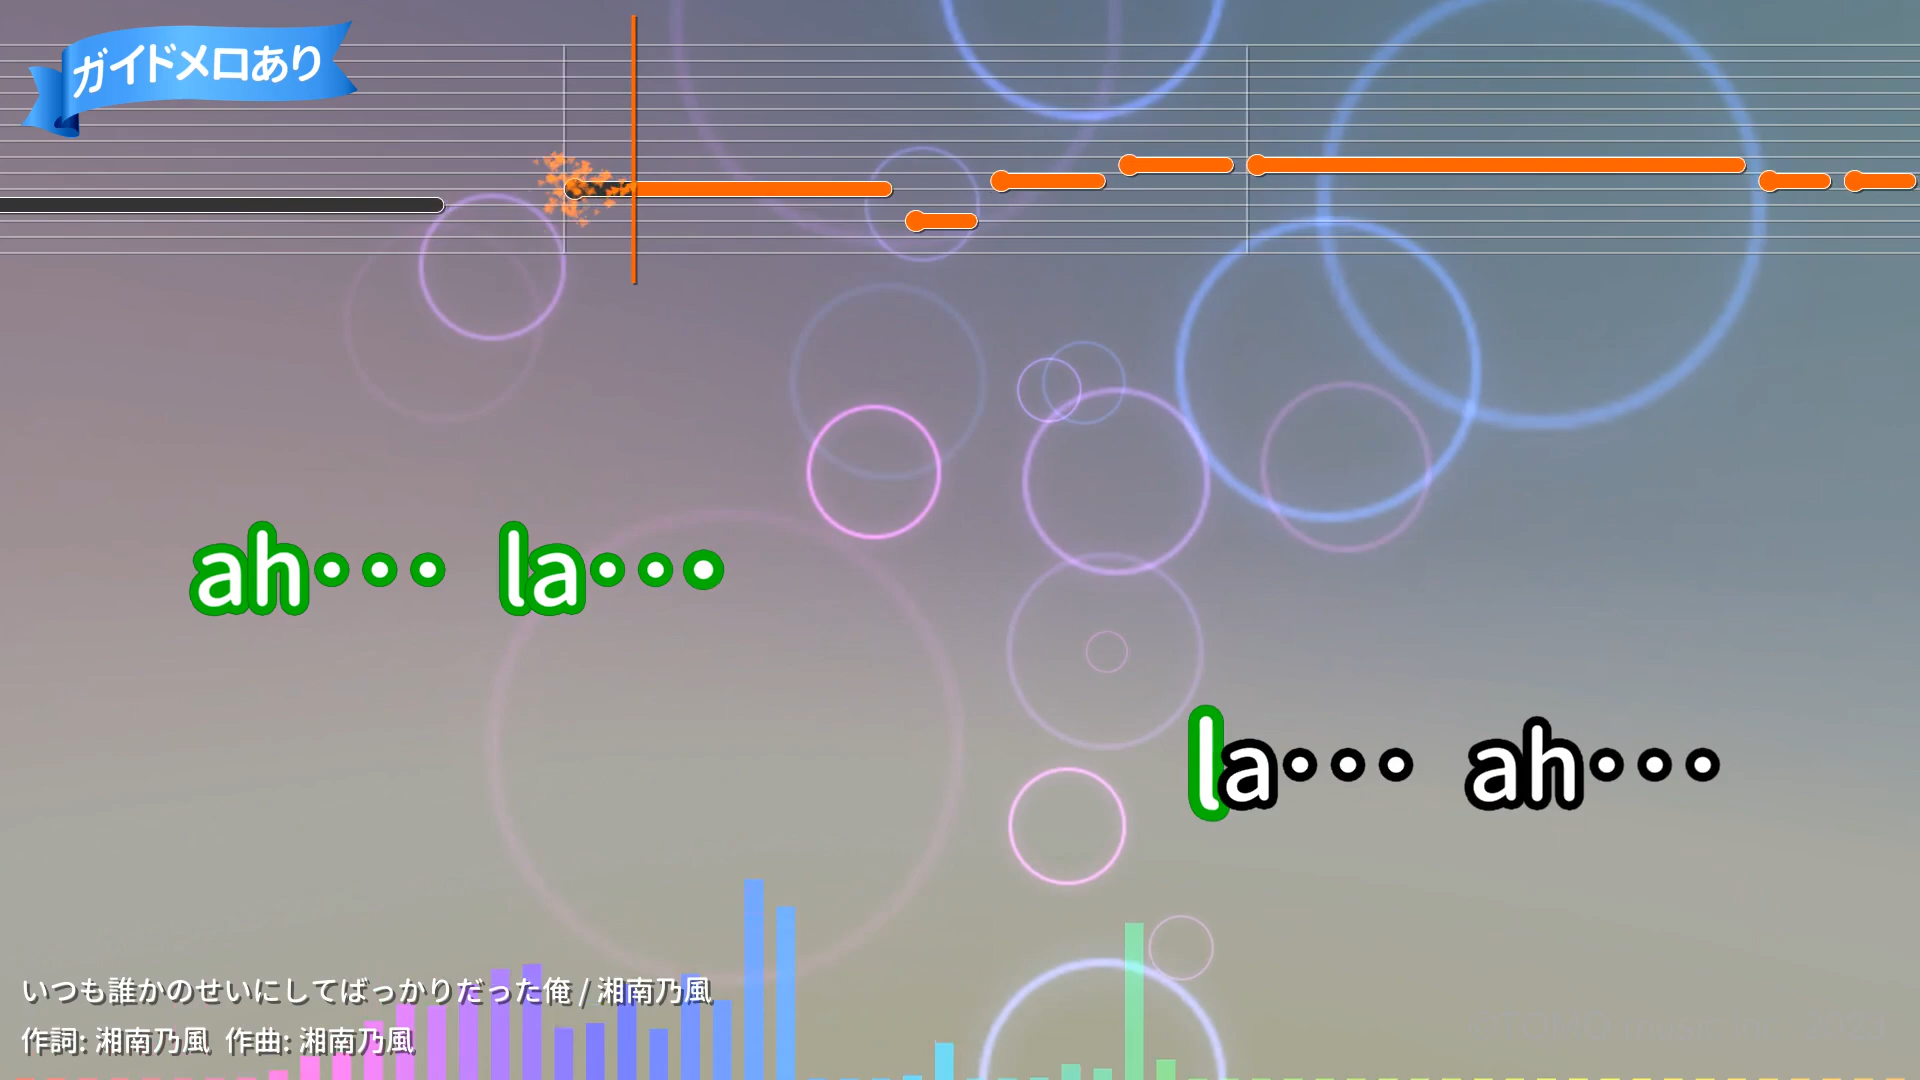 ガイドメロあり
ah・・・ la・・・
la・・・ ah・・・
いつも誰かのせいにしてばっかりだった俺 / 湘南乃風
作詞: 湘南乃風 作曲: 湘南乃風